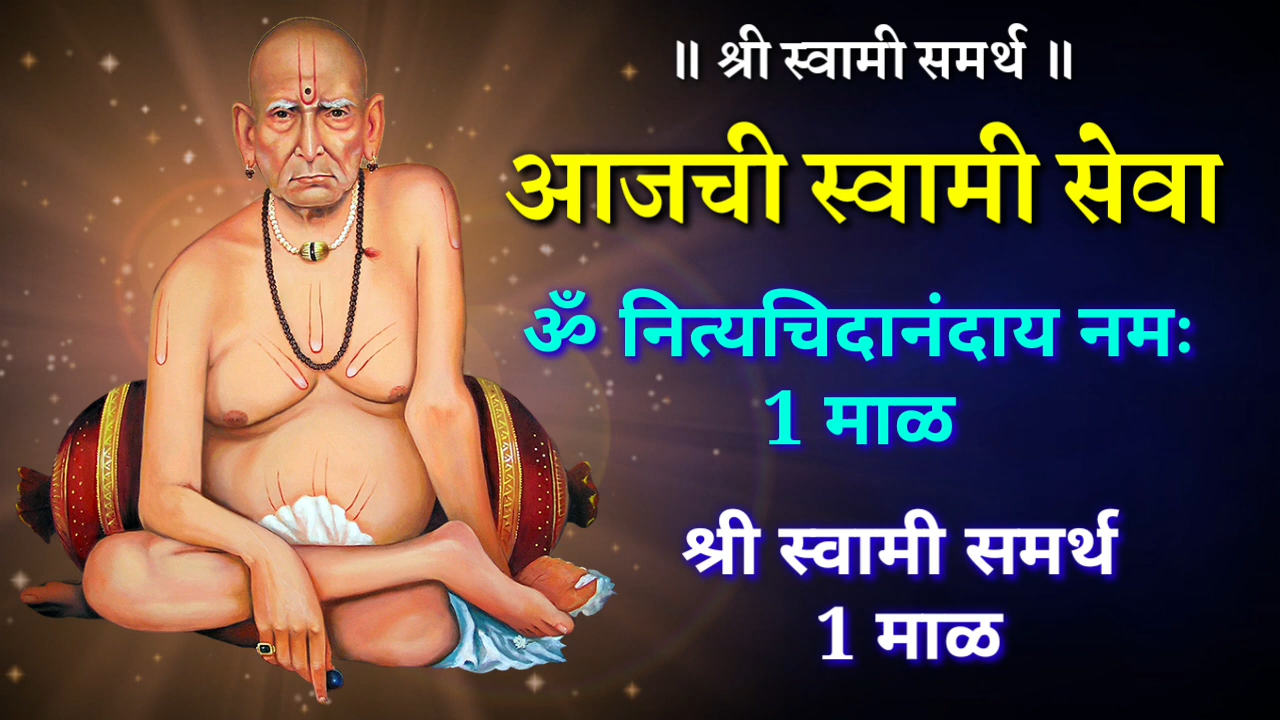 ॥ श्री स्वामी समर्थ ॥
आजची स्वामी सेवा
ॐ नित्यचिदानंदाय नमः
1 माळ
श्री स्वामी समर्थ
1 माळ